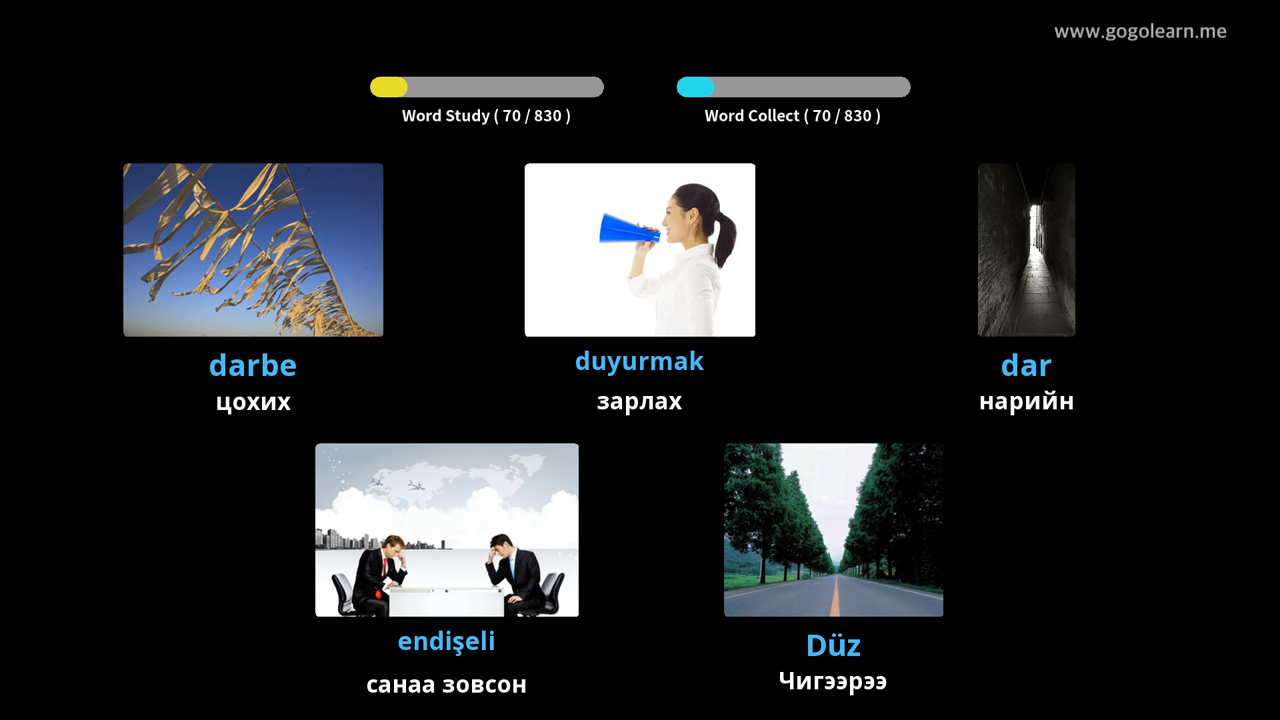 www.gogolearn.me
Word Study ( 70 / 830 )
Word Collect ( 70 / 830 )
darbe
цохих
duyurmak
зарлах
dar
нарийн
endişeli
санаа зовсон
Düz
Чигээрээ